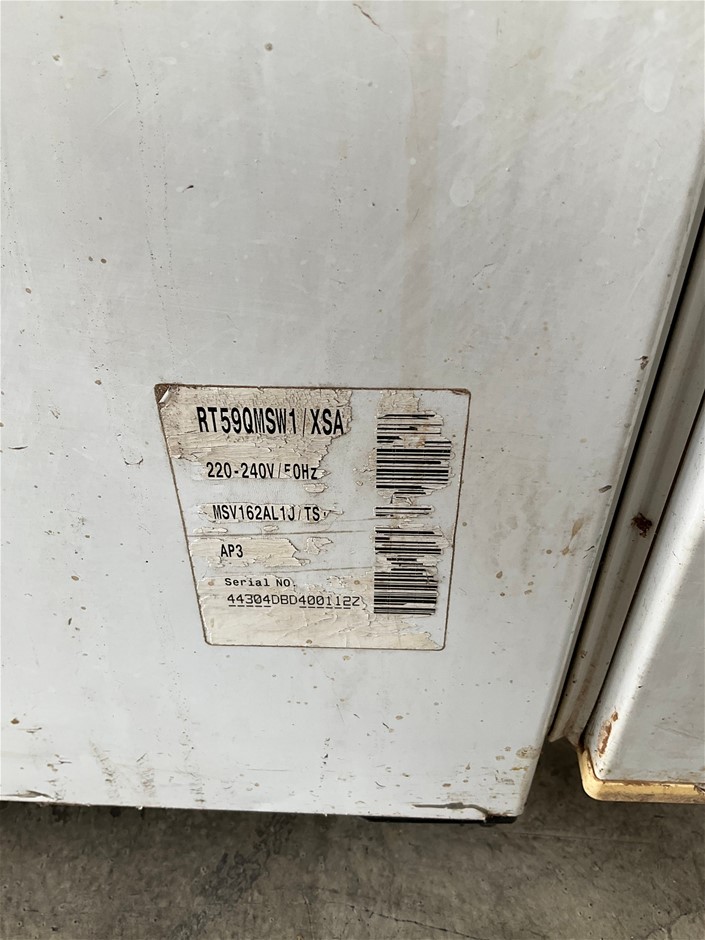 RT59QMSW1/XSA
220-240V/50Hz
MSV162AL1J/TS
AP3
Serial NO.
44304DBD400112Z